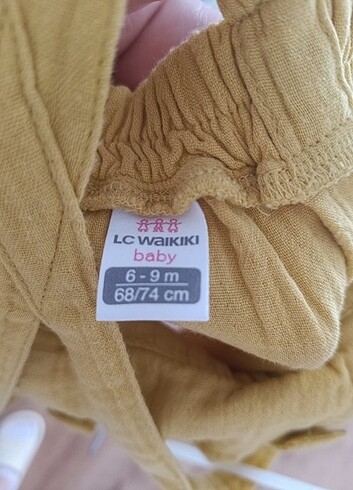 LC WAIKIKI
baby
6 - 9 m
68/74 cm